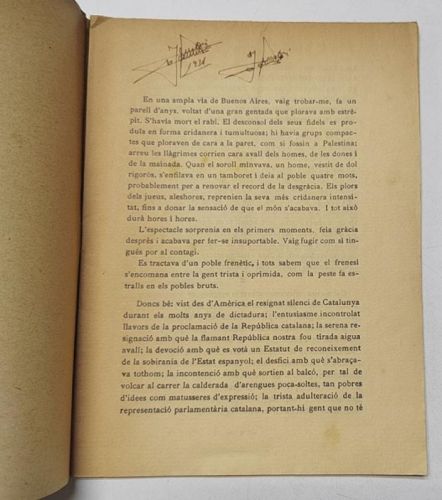 1936
En una ampla via de Buenos Aires, vaig trobar-me, fa un
parell d'anys, voltat d'una gran gentada que plorava amb estrè-
pit. S'havia mort el rabí. El desconsol dels seus fidels es pro-
duïa en forma cridanera i tumultuosa; hi havia grups compac-
tes que ploraven de cara a la paret, com si fossin a Palestina;
arreu les llàgrimes corrien cara avall dels homes, de les dones i
de la mainada. Quan el soroll minvava, un home, vestit de dol
rigorós, s'enfilava en un tamboret i deia al poble quatre mots,
probablement per a renovar el record de la desgràcia. Els plors
dels jueus, aleshores, reprenien la seva més cridanera intensi-
tat, fins a donar la sensació de que el món s'acabava. I tot això
durà hores i hores.
L'espectacle sorprenia en els primers moments, feia gràcia
després i acabava per fer-se insuportable. Vaig fugir com si tin-
gués por al contagi.
Es tractava d'un poble frenètic, i tots sabem que el frenesí
s'encomana entre la gent trista i oprimida, com la peste fa es-
tralls en els pobles bruts.
Doncs bé: vist des d'Amèrica el resignat silenci de Catalunya
durant els molts anys de dictadura; l'entusiasme incontrolat
llavors de la proclamació de la República catalana; la serena re-
signació amb què la flamant República nostra fou tirada aigua
avall; la devoció amb què es votà un Estatut de reconeixement
de la sobirania de l'Estat espanyol; el desfici amb què s'abraça-
va tothom; la incontenció amb què sortien al balcó, per tal de
volcar al carrer la calderada d'arengues poca-soltes, tan pobres
d'idees com matusseres d'expressió; la trista adulteració de la
representació parlamentària catalana, portant-hi gent que no té